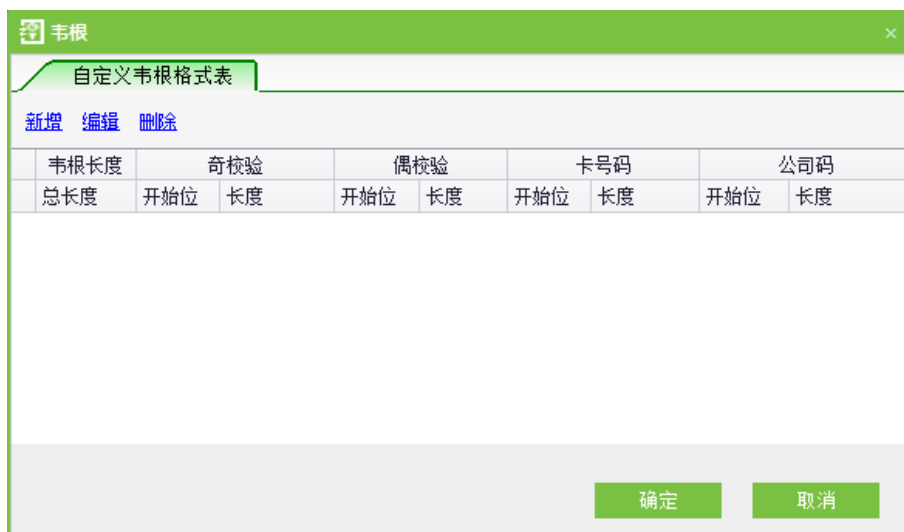 韦根
自定义韦根格式表
新增 编辑 删除
韦根长度 奇校验 偶校验 卡号码 公司码
总长度 开始位 长度 开始位 长度 开始位 长度 开始位 长度
确定 取消